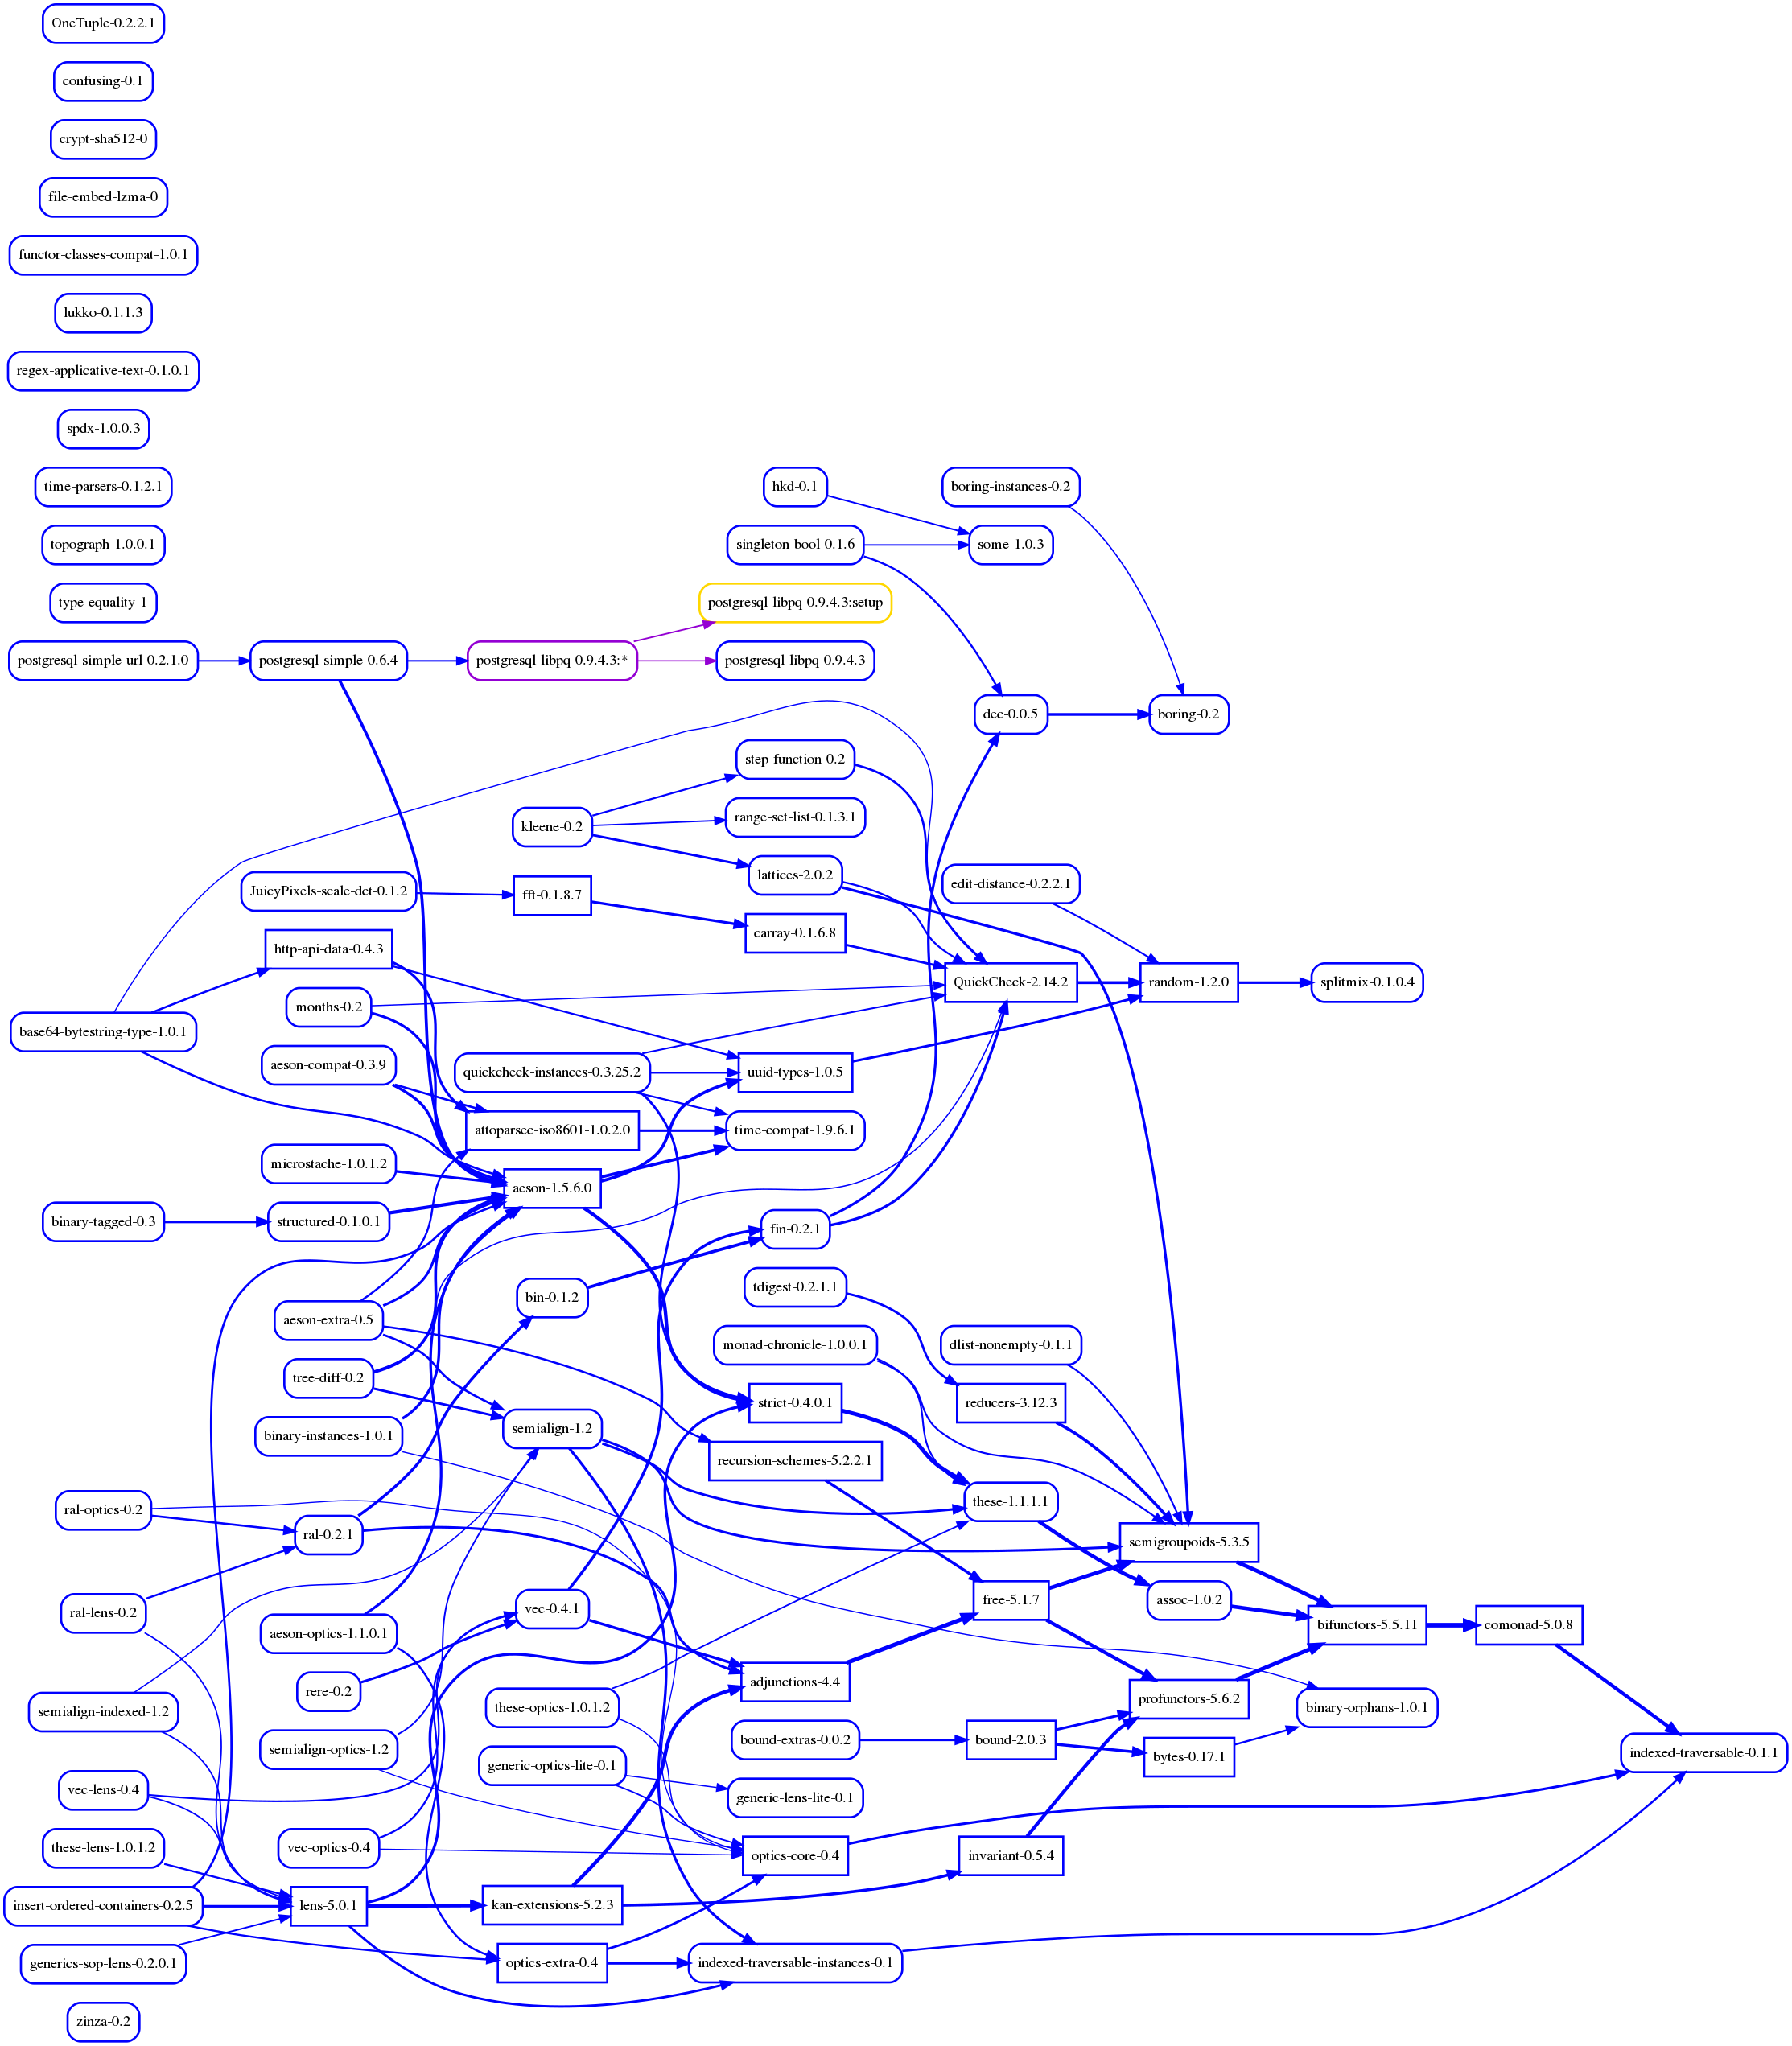 OneTuple-0.2.2.1
confusing-0.1
crypt-sha512-0
file-embed-lzma-0
functor-classes-compat-1.0.1
lukko-0.1.1.3
regex-applicative-text-0.1.0.1
spdx-1.0.0.3
time-parsers-0.1.2.1
hkd-0.1
boring-instances-0.2
topograph-1.0.0.1
singleton-bool-0.1.6
some-1.0.3
type-equality-1
postgresql-libpq-0.9.4.3:setup
postgresql-simple-url-0.2.1.0
postgresql-simple-0.6.4
postgresql-libpq-0.9.4.3:*
postgresql-libpq-0.9.4.3
dec-0.0.5
boring-0.2
step-function-0.2
kleene-0.2
range-set-list-0.1.3.1
lattices-2.0.2
edit-distance-0.2.2.1
JuicyPixels-scale-dct-0.1.2
fft-0.1.8.7
carray-0.1.6.8
http-api-data-0.4.3
QuickCheck-2.14.2
random-1.2.0
splitmix-0.1.0.4
months-0.2
base64-bytestring-type-1.0.1
aeson-compat-0.3.9
quickcheck-instances-0.3.25.2
uuid-types-1.0.5
attoparsec-iso8601-1.0.2.0
time-compat-1.9.6.1
microstache-1.0.1.2
aeson-1.5.6.0
binary-tagged-0.3
structured-0.1.0.1
fin-0.2.1
bin-0.1.2
tdigest-0.2.1.1
aeson-extra-0.5
monad-chronicle-1.0.0.1
dlist-nonempty-0.1.1
tree-diff-0.2
strict-0.4.0.1
reducers-3.12.3
binary-instances-1.0.1
semialign-1.2
recursion-schemes-5.2.2.1
ral-optics-0.2
these-1.1.1.1
ral-0.2.1
semigroupoids-5.3.5
ral-lens-0.2
vec-0.4.1
free-5.1.7
assoc-1.0.2
aeson-optics-1.1.0.1
bifunctors-5.5.11
comonad-5.0.8
rere-0.2
adjunctions-4.4
profunctors-5.6.2
semialign-indexed-1.2
these-optics-1.0.1.2
binary-orphans-1.0.1
semialign-optics-1.2
bound-extras-0.0.2
bound-2.0.3
bytes-0.17.1
indexed-traversable-0.1.1
generic-optics-lite-0.1
vec-lens-0.4
generic-lens-lite-0.1
these-lens-1.0.1.2
vec-optics-0.4
optics-core-0.4
invariant-0.5.4
insert-ordered-containers-0.2.5
lens-5.0.1
kan-extensions-5.2.3
generics-sop-lens-0.2.0.1
optics-extra-0.4
indexed-traversable-instances-0.1
zinza-0.2